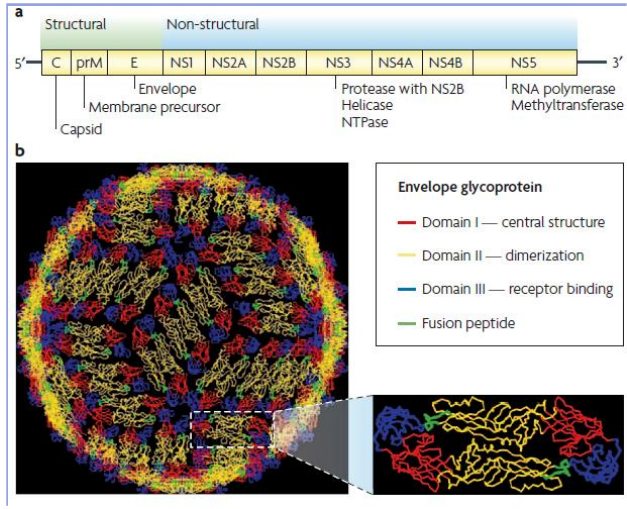 a
Structural Non-structural
5′ C prM E NS1 NS2A NS2B NS3 NS4A NS4B NS5 3′
Envelope
Membrane precursor
Capsid
Protease with NS2B
Helicase
NTPase
RNA polymerase
Methyltransferase
b
Envelope glycoprotein
Domain I — central structure
Domain II — dimerization
Domain III — receptor binding
Fusion peptide